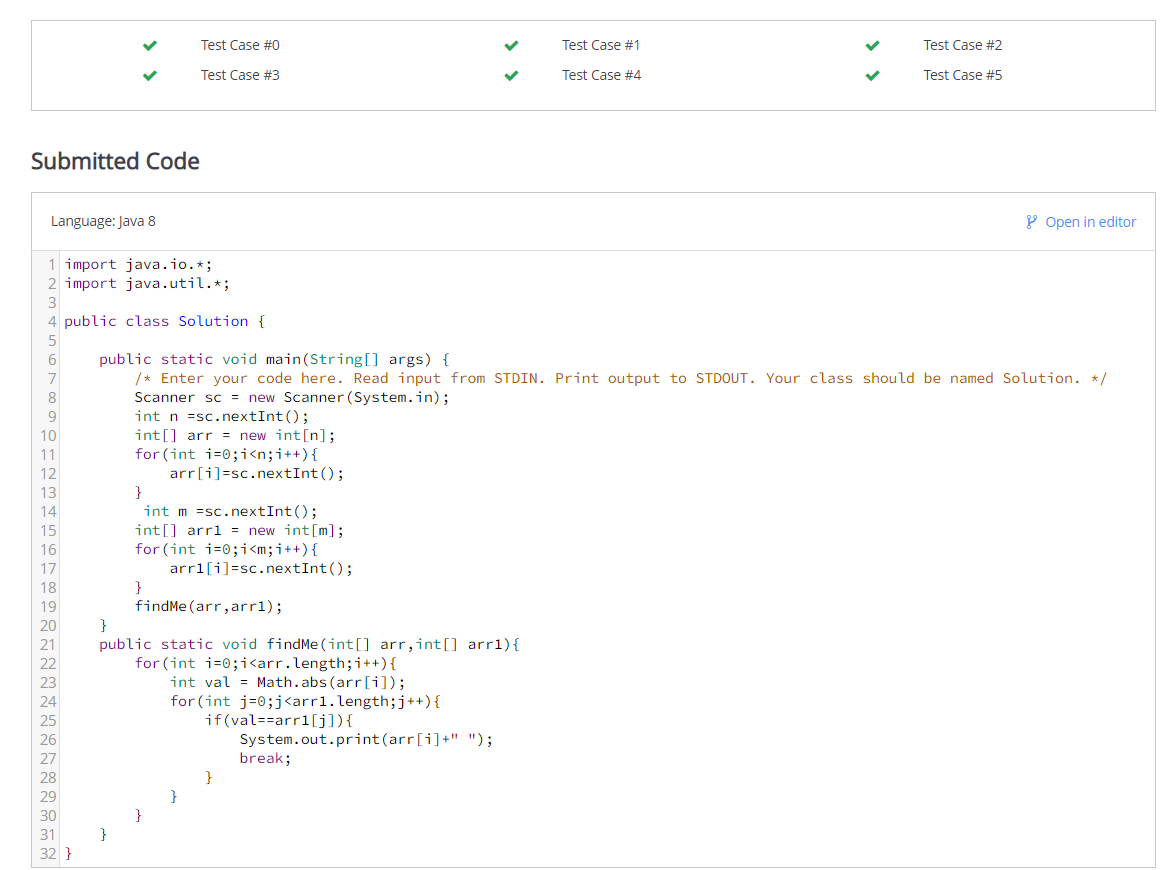 Test Case #0 Test Case #1 Test Case #2
Test Case #3 Test Case #4 Test Case #5
Submitted Code
Language: Java 8 Open in editor
1 import java.io.*;
2 import java.util.*;
3
4 public class Solution {
5
6     public static void main(String[] args) {
7         /* Enter your code here. Read input from STDIN. Print output to STDOUT. Your class should be named Solution. */
8         Scanner sc = new Scanner(System.in);
9         int n =sc.nextInt();
10         int[] arr = new int[n];
11         for(int i=0;i<n;i++){
12             arr[i]=sc.nextInt();
13         }
14          int m =sc.nextInt();
15         int[] arr1 = new int[m];
16         for(int i=0;i<m;i++){
17             arr1[i]=sc.nextInt();
18         }
19         findMe(arr,arr1);
20     }
21     public static void findMe(int[] arr,int[] arr1){
22         for(int i=0;i<arr.length;i++){
23             int val = Math.abs(arr[i]);
24             for(int j=0;j<arr1.length;j++){
25                 if(val==arr1[j]){
26                     System.out.print(arr[i]+" ");
27                     break;
28                 }
29             }
30         }
31     }
32 }